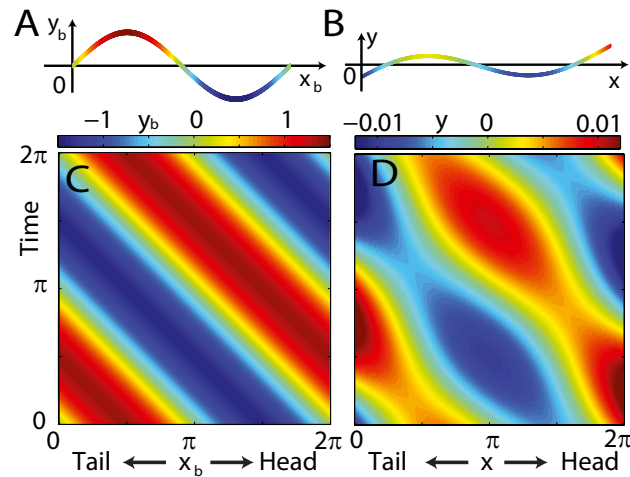 A
y_b
0
x_b
B
y
0
x
−1 y_b 0 1
−0.01 y 0 0.01
C
D
Time
2π
π
0
0 π 2π
Tail ← x_b → Head
0 π 2π
Tail ← x → Head